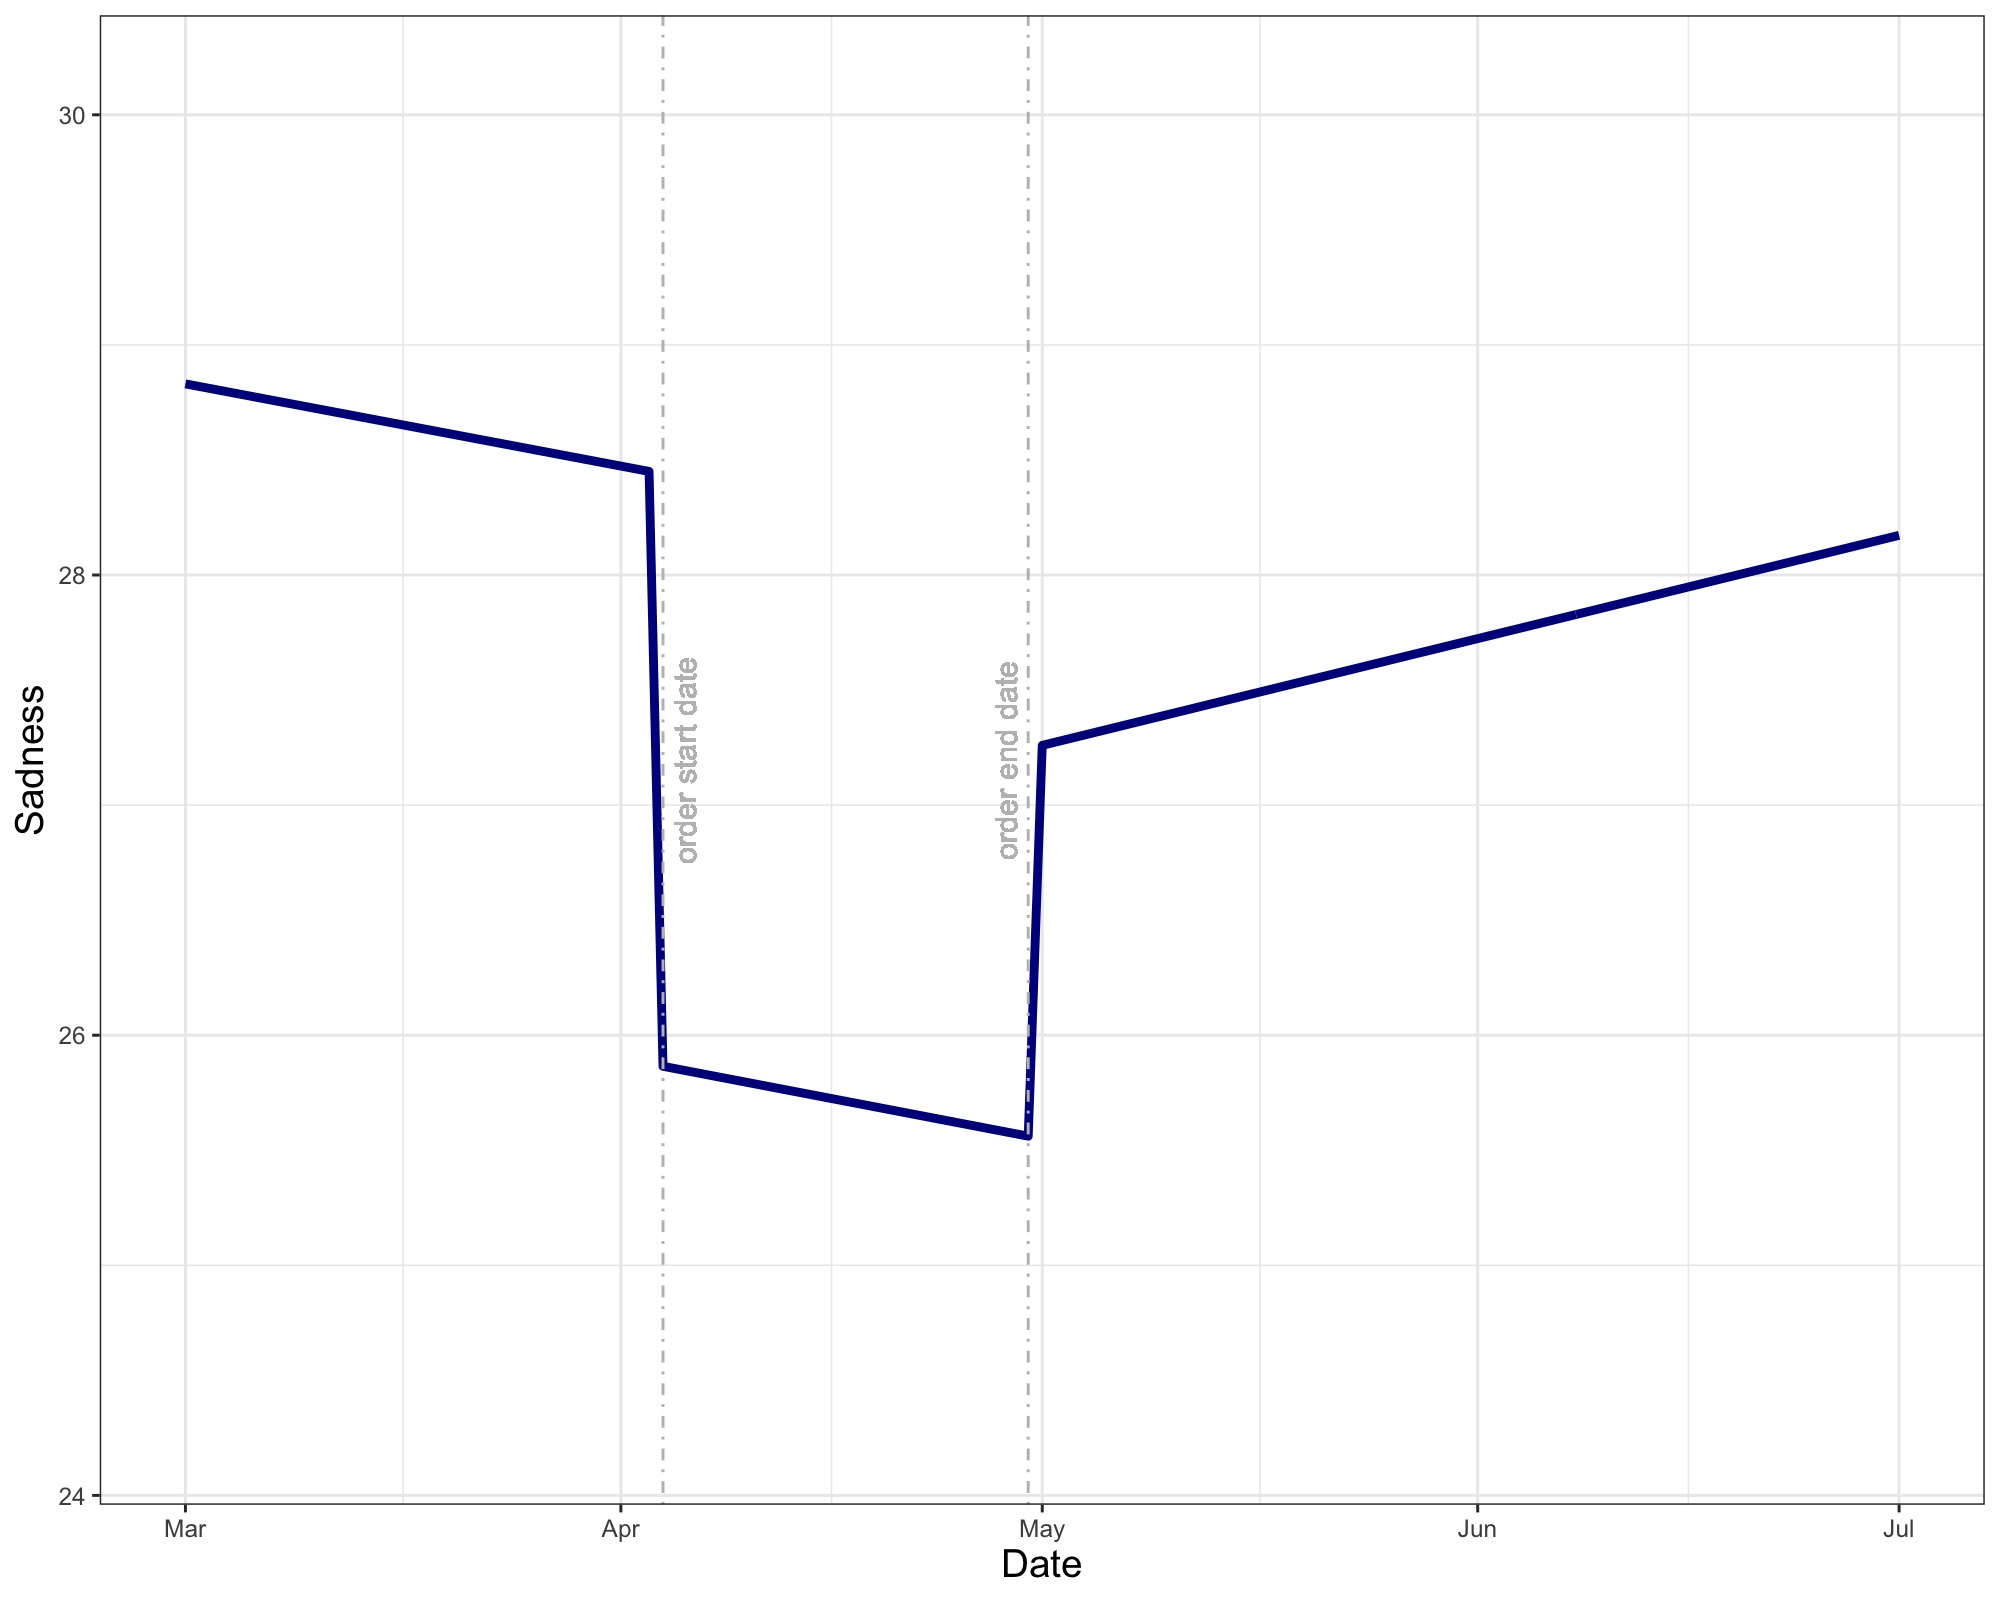 30
28
26
24
Sadness
order start date
order end date
Mar Apr May Jun Jul
Date